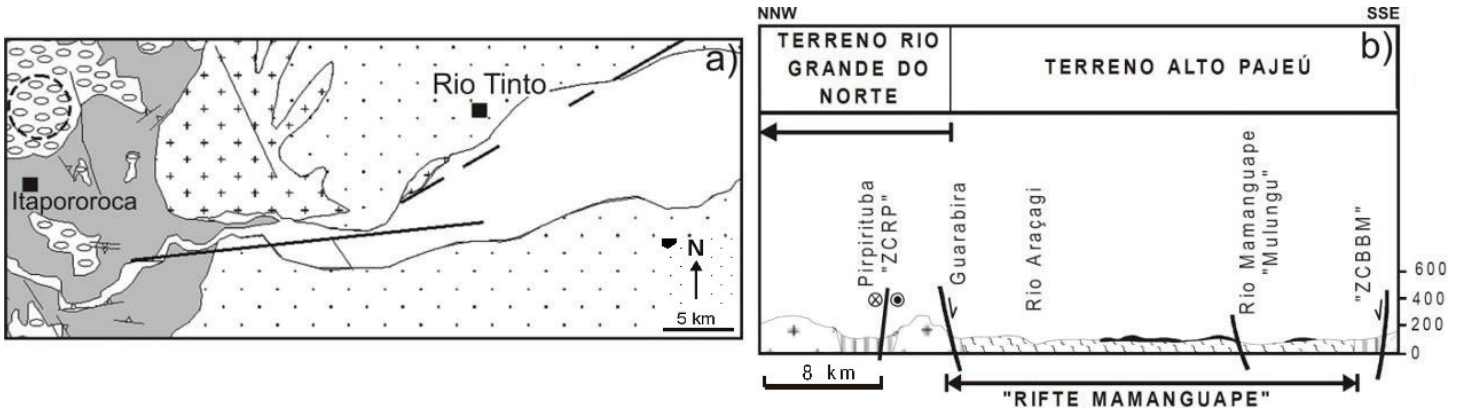 a)
Rio Tinto
Itapororoca
N
5 km
NNW
SSE
b)
TERRENO RIO
GRANDE DO
NORTE
TERRENO ALTO PAJEÚ
Pirpirituba
"ZCRP"
Guarabira
Rio Araçagi
Rio Mamanguape
"Mulungu"
"ZCBBM"
600
400
200
0
8 km
"RIFTE MAMANGUAPE"